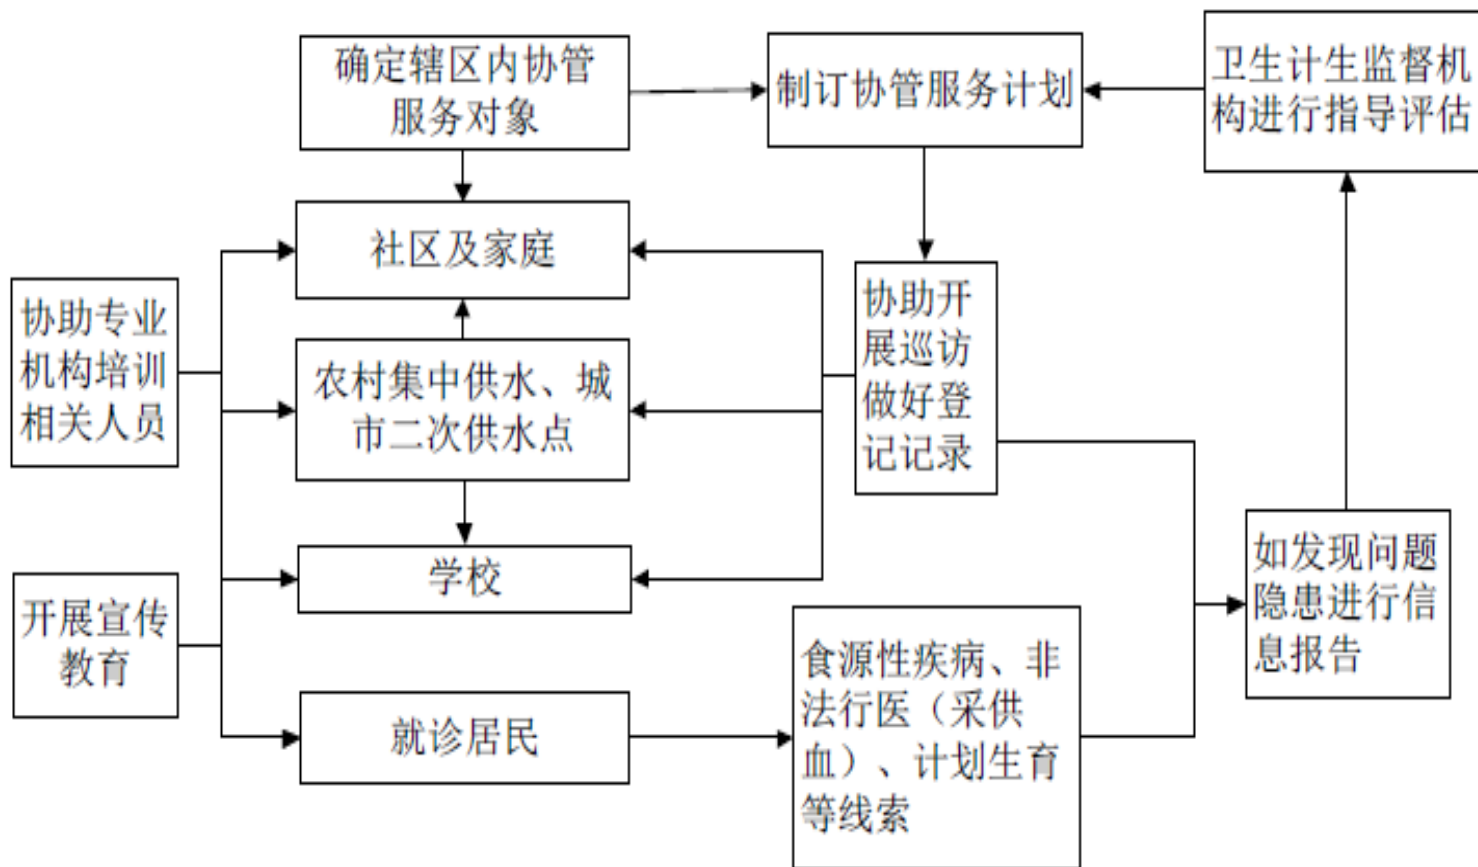 确定辖区内协管
服务对象
制订协管服务计划
卫生计生监督机
构进行指导评估
社区及家庭
协助专业
机构培训
相关人员
农村集中供水、城
市二次供水点
协助开
展巡访
做好登
记记录
学校
开展宣传
教育
如发现问题
隐患进行信
息报告
就诊居民
食源性疾病、非
法行医（采供
血）、计划生育
等线索